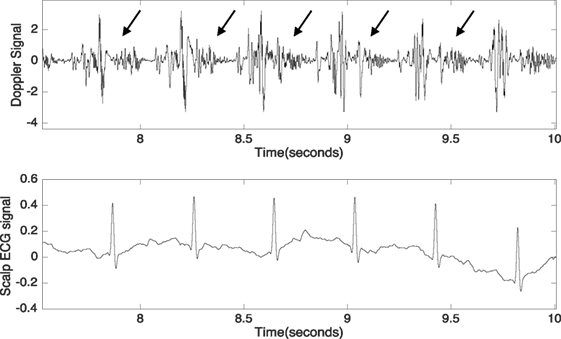 Doppler Signal
2
0
-2
-4
8 8.5 9 9.5 10
Time(seconds)
Scalp ECG signal
0.6
0.4
0.2
0
-0.2
-0.4
8 8.5 9 9.5 10
Time(seconds)